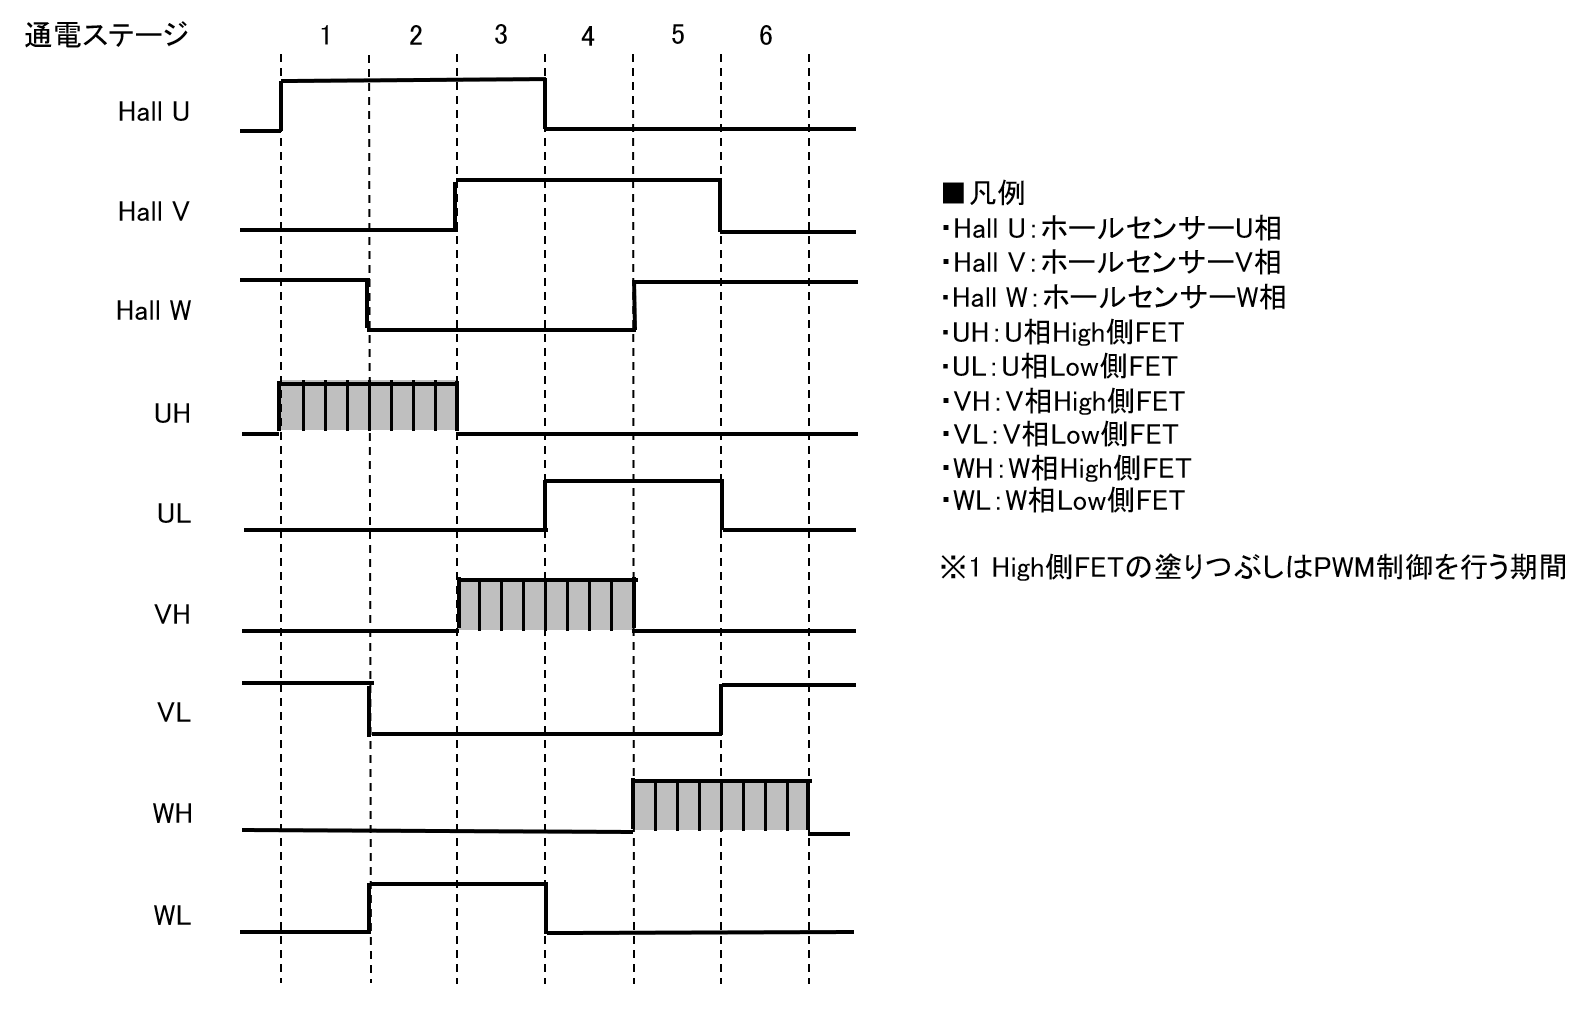 通電ステージ 1 2 3 4 5 6
Hall U
Hall V
Hall W
UH
UL
VH
VL
WH
WL
■凡例
・Hall U：ホールセンサーU相
・Hall V：ホールセンサーV相
・Hall W：ホールセンサーW相
・UH：U相High側FET
・UL：U相Low側FET
・VH：V相High側FET
・VL：V相Low側FET
・WH：W相High側FET
・WL：W相Low側FET
※1 High側FETの塗りつぶしはPWM制御を行う期間